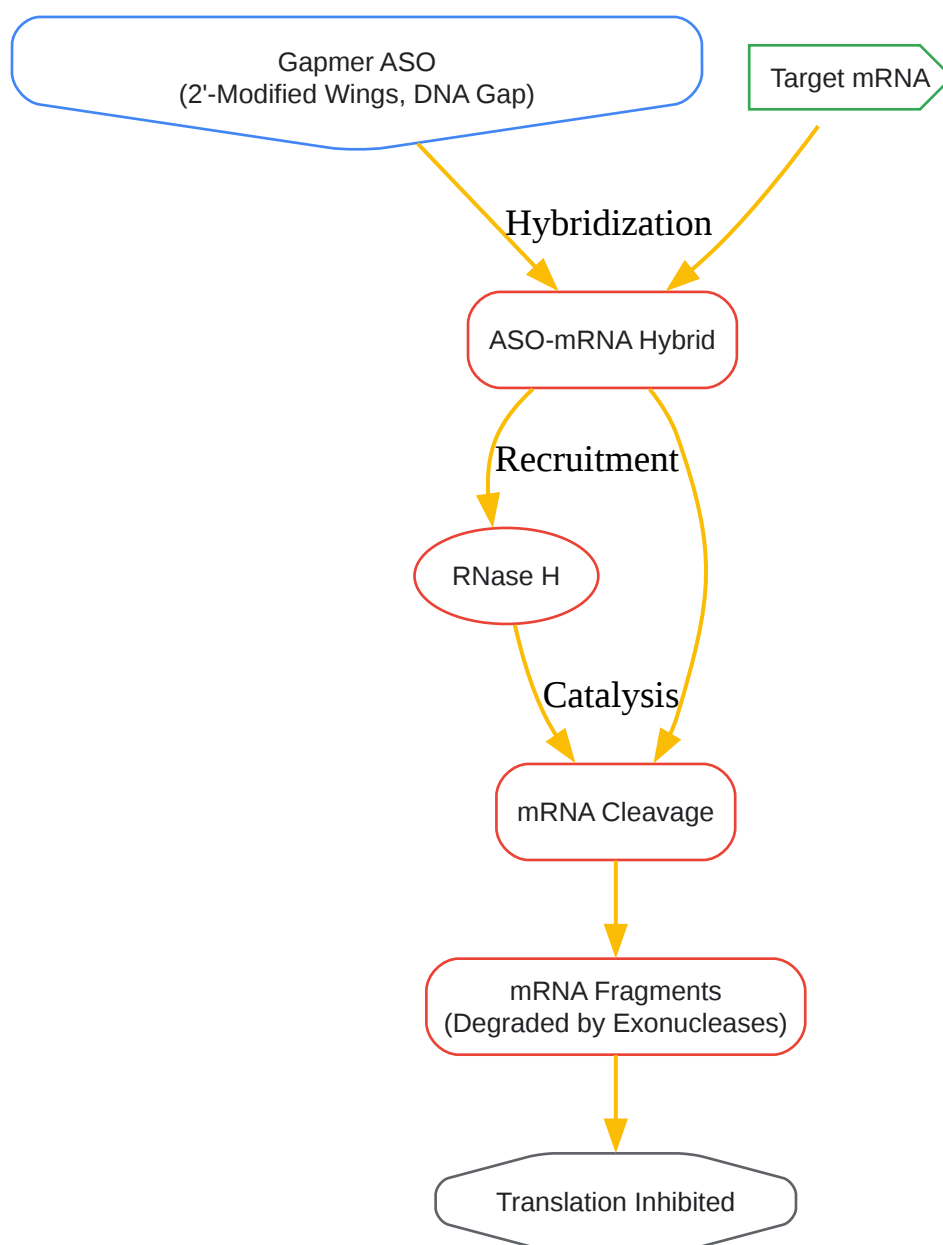 Gapmer ASO
(2'-Modified Wings, DNA Gap)
Target mRNA
Hybridization
ASO-mRNA Hybrid
Recruitment
RNase H
Catalysis
mRNA Cleavage
mRNA Fragments
(Degraded by Exonucleases)
Translation Inhibited